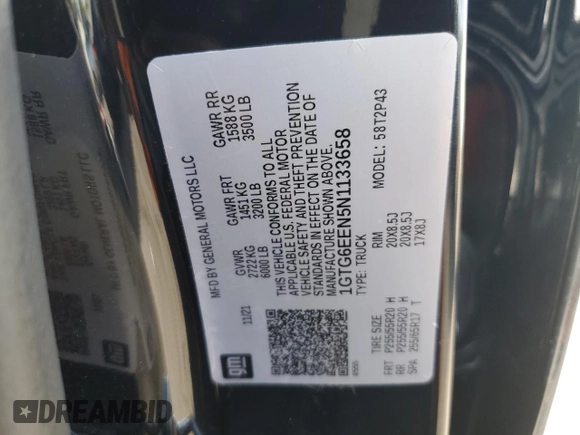 MFD BY GENERAL MOTORS LLC
11/21
GVWR
2722 KG
6000 LB
GAWR FRT
1451 KG
3200 LB
GAWR RR
1588 KG
3500 LB
THIS VEHICLE CONFORMS TO ALL
APPLICABLE U.S. FEDERAL MOTOR
VEHICLE SAFETY AND THEFT PREVENTION
STANDARDS IN EFFECT ON THE DATE OF
MANUFACTURE SHOWN ABOVE.
1GTG6EEN5N1133658
TYPE: TRUCK
MODEL: 58T2P43
gm
TIRE SIZE
RIM
FRT P255/55R20 H 20X8.5J
RR P255/55R20 H 20X8.5J
SPA 255/65R17 T 17X8J
DREAMBID